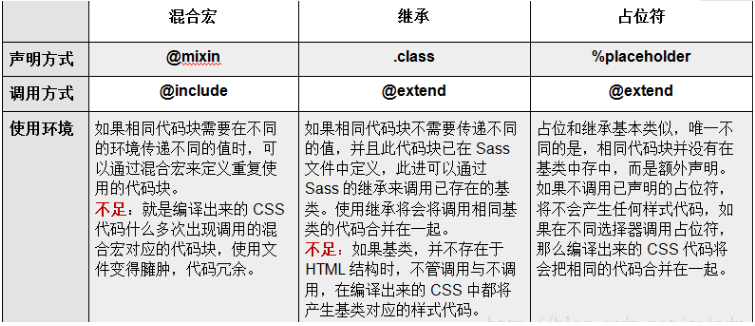 混合宏 继承 占位符
声明方式 @mixin .class %placeholder
调用方式 @include @extend @extend
使用环境
如果相同代码块需要在不同
的环境传递不同的值时,可
以通过混合宏来定义重复使
用的代码块。
不足:就是编译出来的 CSS
代码什么多次出现调用的混
合宏对应的代码块,使用文
件变得臃肿,代码冗余。
如果相同代码块不需要传递不同
的值,并且此代码块已在 Sass
文件中定义,此进可以通过
Sass 的继承来调用已存在的基
类。使用继承将会将调用相同基
类的代码合并在一起。
不足:如果基类,并不存在于
HTML 结构时,不管调用与不调
用,在编译出来的 CSS 中都将
产生基类对应的样式代码。
占位和继承基本类似,唯一不
同的是,相同代码块并没有在
基类中存中,而是额外声明。
如果不调用已声明的占位符,
将不会产生任何样式代码,如
果在不同选择器调用占位符,
那么编译出来的 CSS 代码将
会把相同的代码合并在一起。